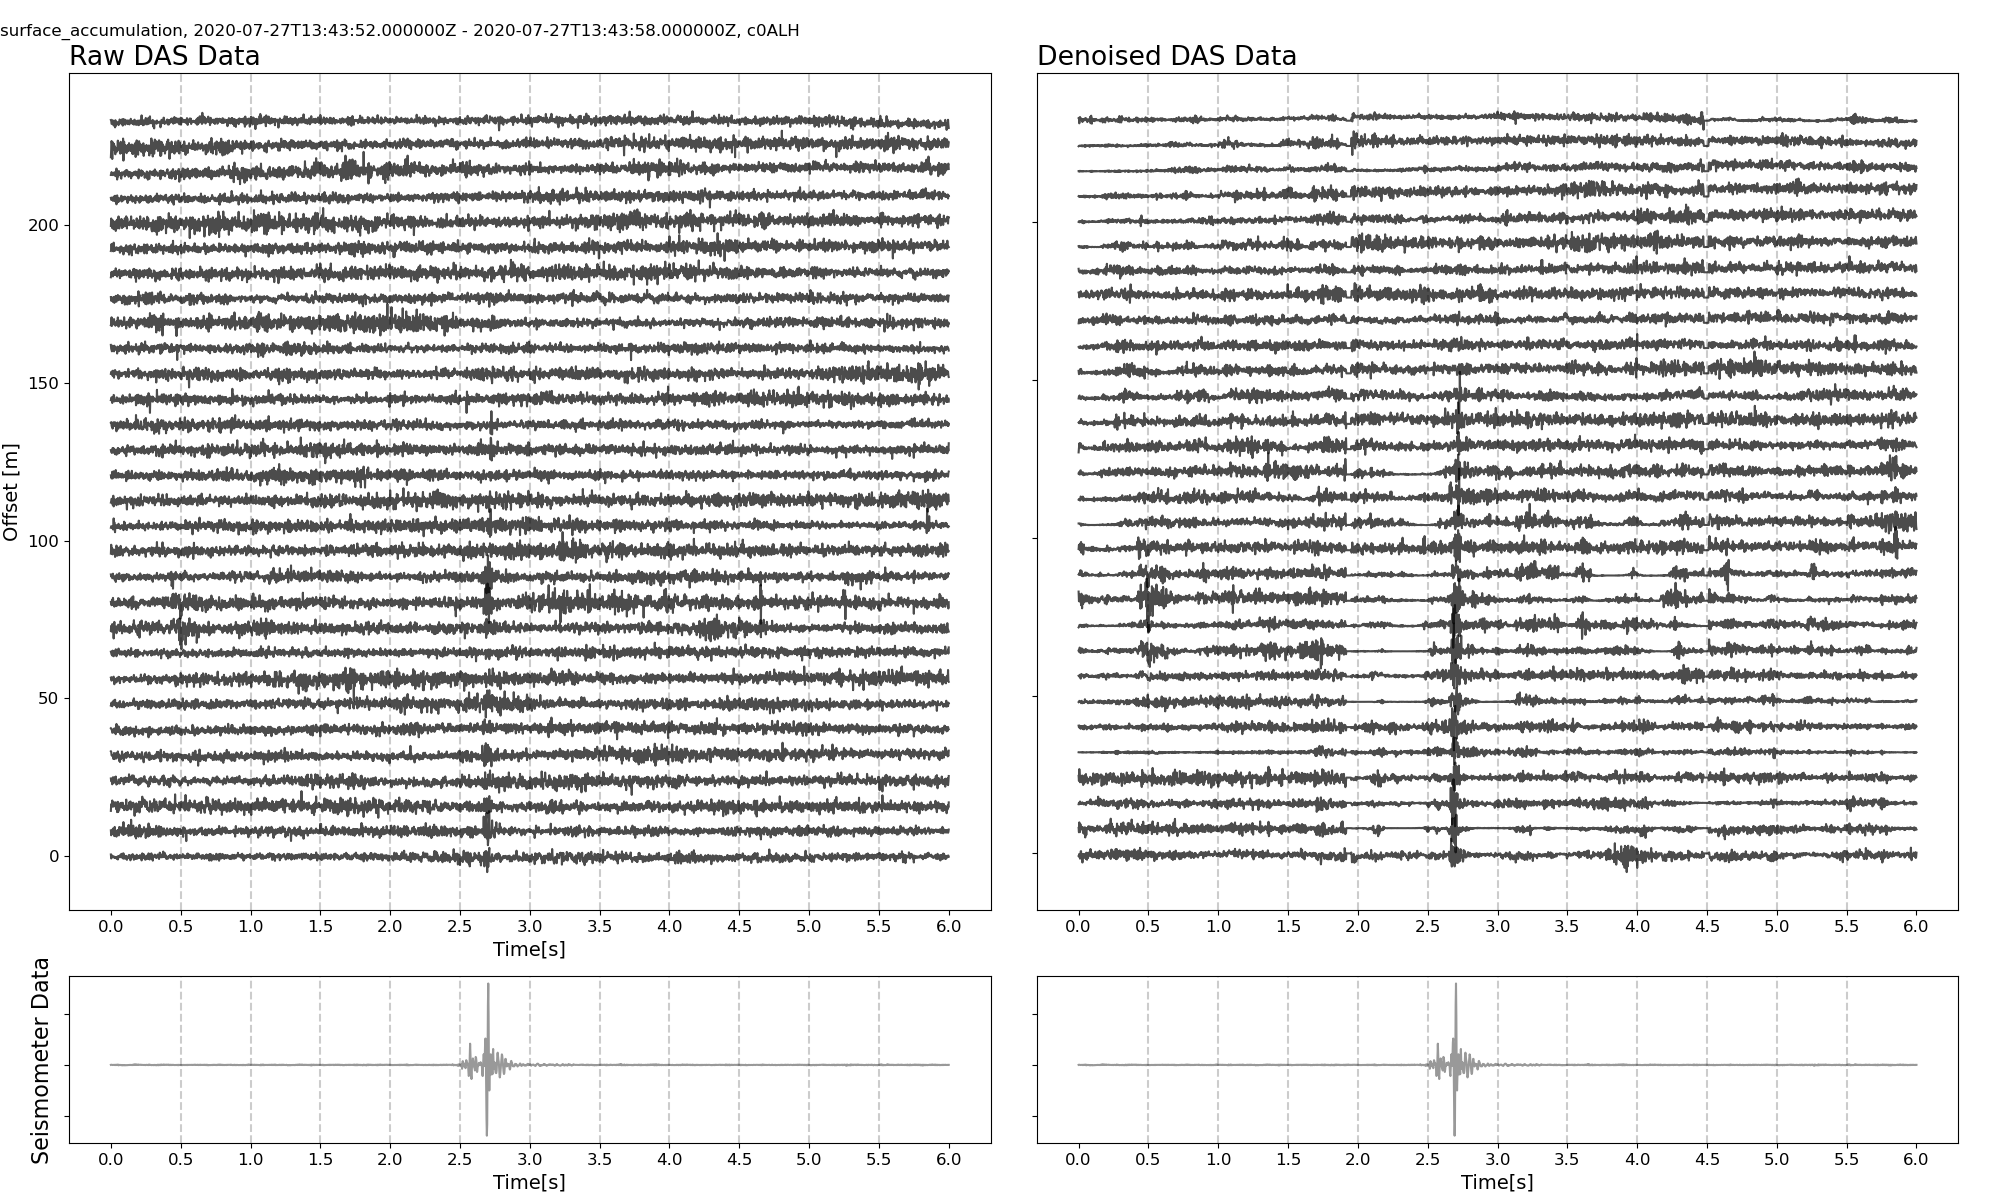 surface_accumulation, 2020-07-27T13:43:52.000000Z - 2020-07-27T13:43:58.000000Z, c0ALH
Raw DAS Data
Denoised DAS Data
Offset [m]
200
150
100
50
0
0.0 0.5 1.0 1.5 2.0 2.5 3.0 3.5 4.0 4.5 5.0 5.5 6.0
Time[s]
0.0 0.5 1.0 1.5 2.0 2.5 3.0 3.5 4.0 4.5 5.0 5.5 6.0
Seismometer Data
0.0 0.5 1.0 1.5 2.0 2.5 3.0 3.5 4.0 4.5 5.0 5.5 6.0
Time[s]
0.0 0.5 1.0 1.5 2.0 2.5 3.0 3.5 4.0 4.5 5.0 5.5 6.0
Time[s]